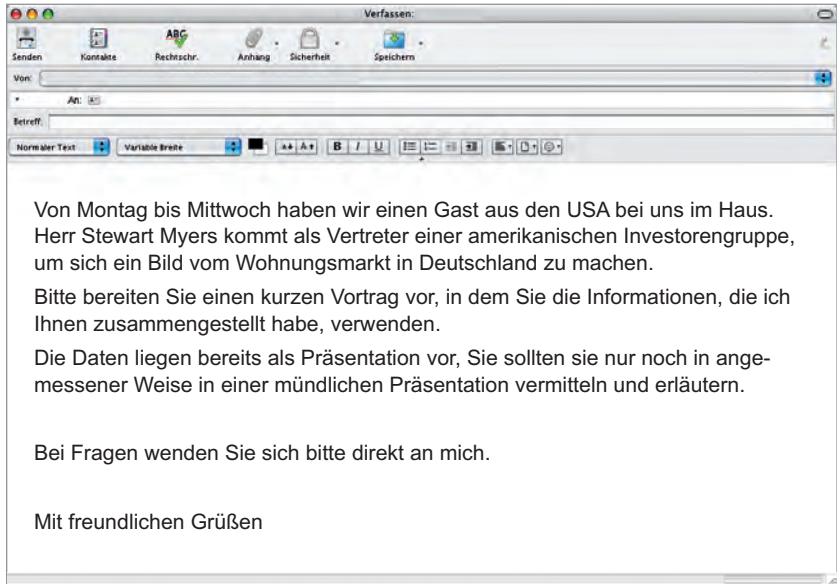 Verfassen:
Senden Kontakte Rechtschr. Anhang Sicherheit Speichern
ABC
Von:
An:
Betreff:
Normaler Text Variable Breite B I U
Von Montag bis Mittwoch haben wir einen Gast aus den USA bei uns im Haus.
Herr Stewart Myers kommt als Vertreter einer amerikanischen Investorengruppe,
um sich ein Bild vom Wohnungsmarkt in Deutschland zu machen.
Bitte bereiten Sie einen kurzen Vortrag vor, in dem Sie die Informationen, die ich
Ihnen zusammengestellt habe, verwenden.
Die Daten liegen bereits als Präsentation vor, Sie sollten sie nur noch in ange-
messener Weise in einer mündlichen Präsentation vermitteln und erläutern.
Bei Fragen wenden Sie sich bitte direkt an mich.
Mit freundlichen Grüßen